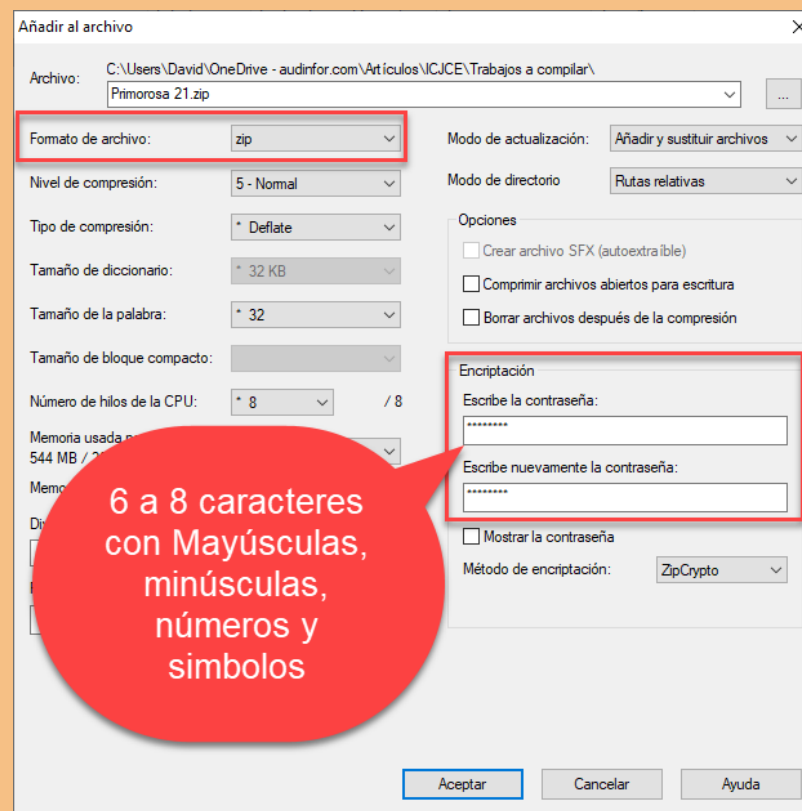 Añadir al archivo
Archivo:
C:\Users\David\OneDrive - audinfor.com\Artículos\ICJCE\Trabajos a compilar\
Primorosa 21.zip
...
Formato de archivo:
zip
Nivel de compresión:
5 - Normal
Tipo de compresión:
* Deflate
Tamaño de diccionario:
* 32 KB
Tamaño de la palabra:
* 32
Tamaño de bloque compacto:
Número de hilos de la CPU:
* 8
/ 8
Memoria usada
544 MB /
6 a 8 caracteres
con Mayúsculas,
minúsculas,
números y
simbolos
Modo de actualización:
Añadir y sustituir archivos
Modo de directorio
Rutas relativas
Opciones
Crear archivo SFX (autoextraíble)
Comprimir archivos abiertos para escritura
Borrar archivos después de la compresión
Encriptación
Escribe la contraseña:
********
Escribe nuevamente la contraseña:
********
Mostrar la contraseña
Método de encriptación:
ZipCrypto
Aceptar
Cancelar
Ayuda